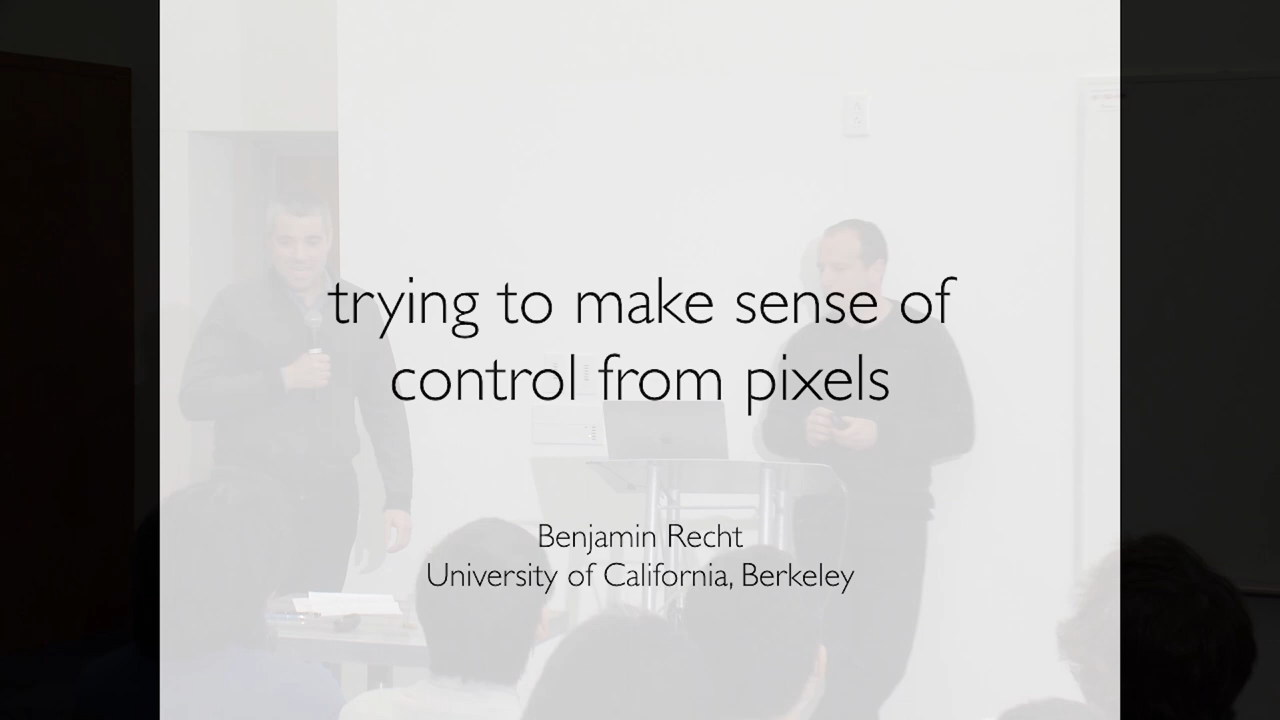 trying to make sense of
control from pixels
Benjamin Recht
University of California, Berkeley